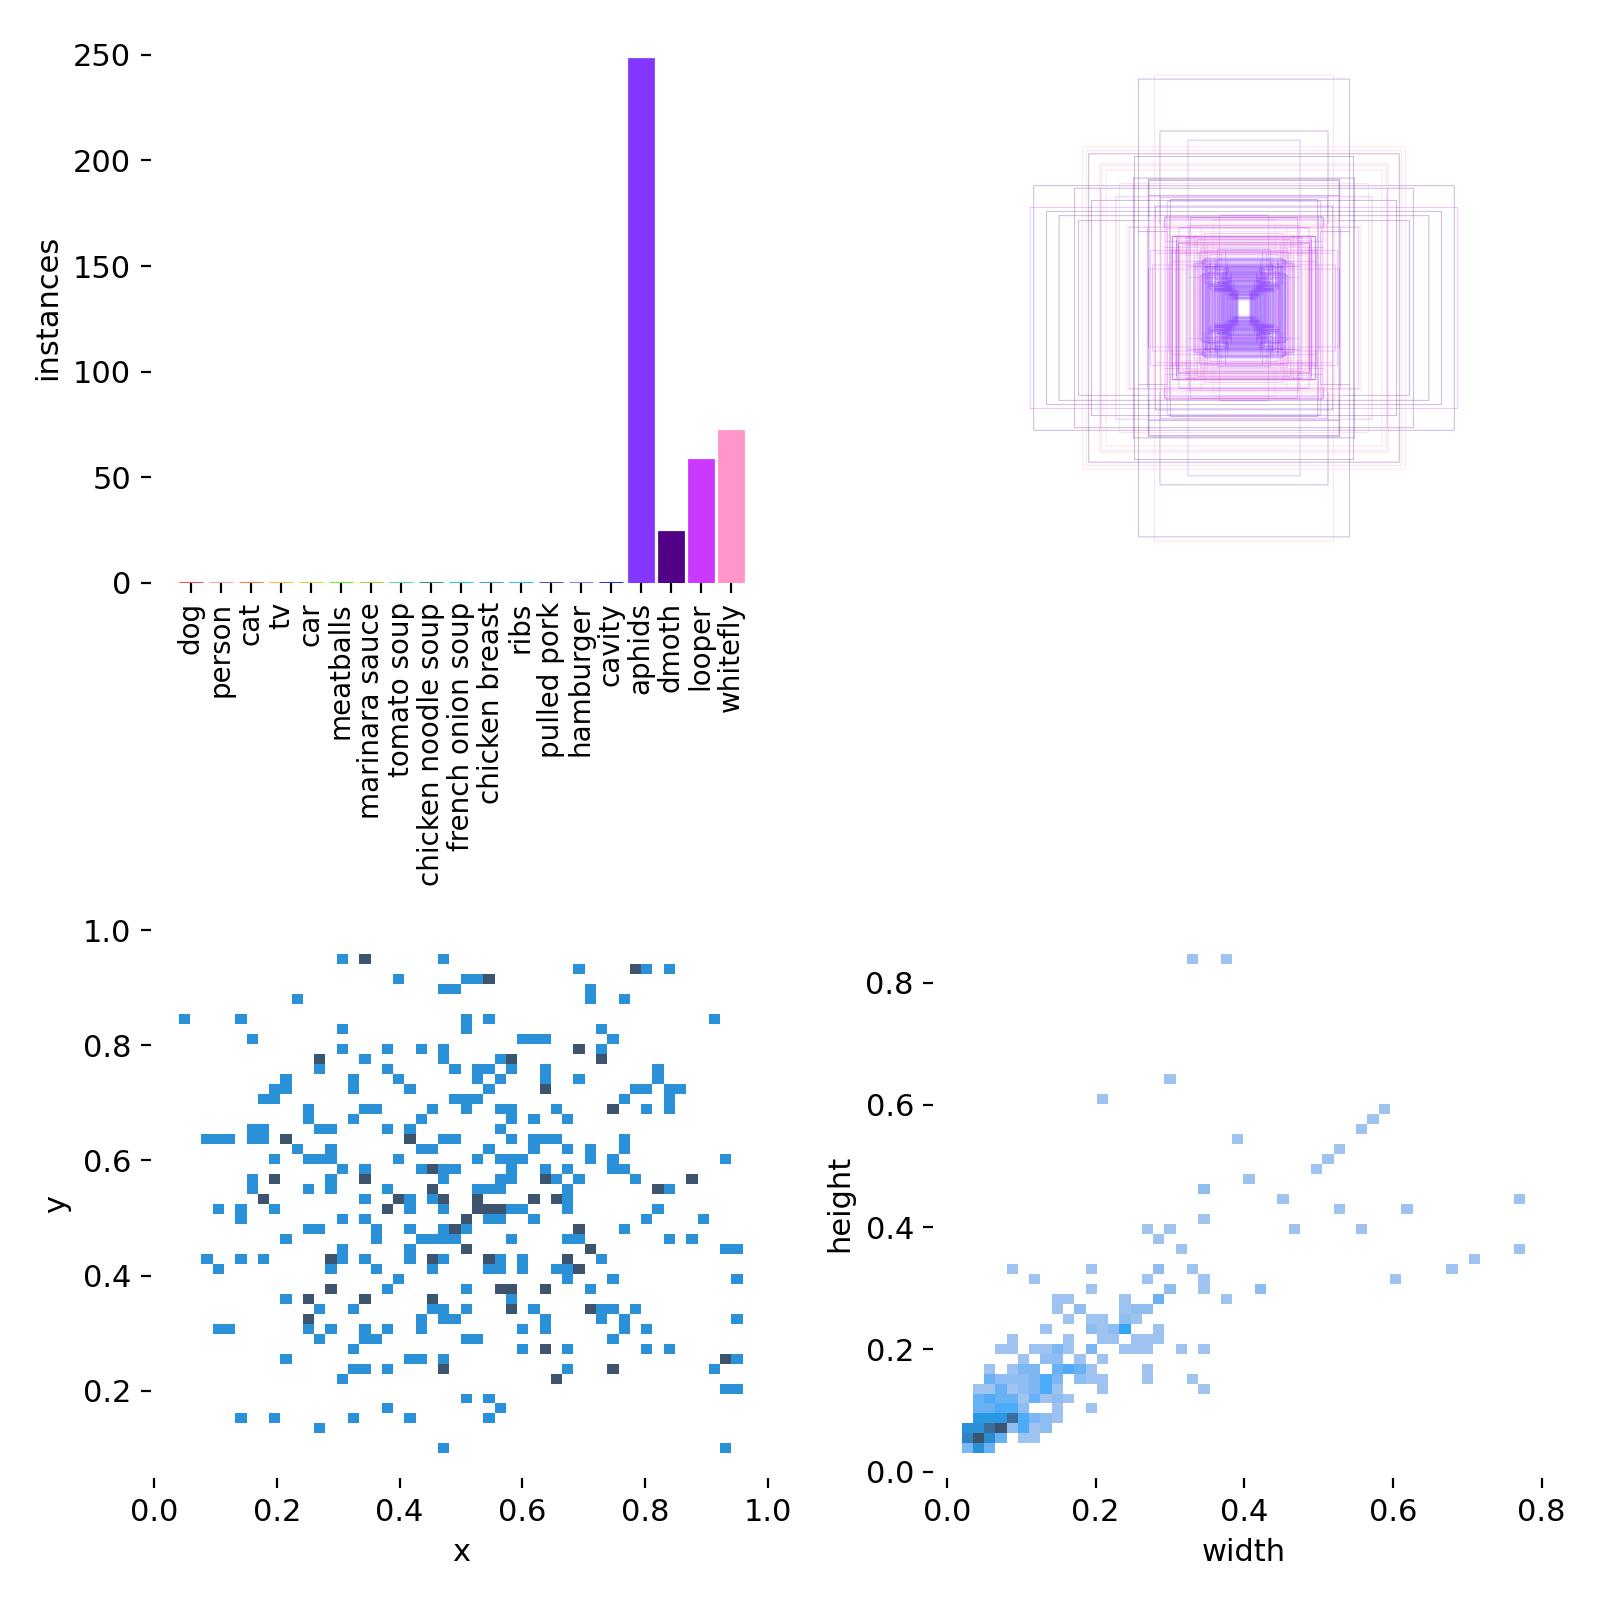 250
200
150
100
50
0
instances
dog
person
cat
tv
car
meatballs
marinara sauce
tomato soup
chicken noodle soup
french onion soup
chicken breast
ribs
pulled pork
hamburger
cavity
aphids
dmoth
looper
whitefly
1.0
0.8
0.6
0.4
0.2
y
0.0 0.2 0.4 0.6 0.8 1.0
x
0.8
0.6
0.4
0.2
0.0
height
0.0 0.2 0.4 0.6 0.8
width